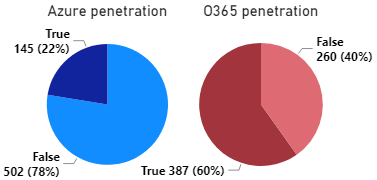 Azure penetration
O365 penetration
True
145 (22%)
False
260 (40%)
False
502 (78%)
True 387 (60%)